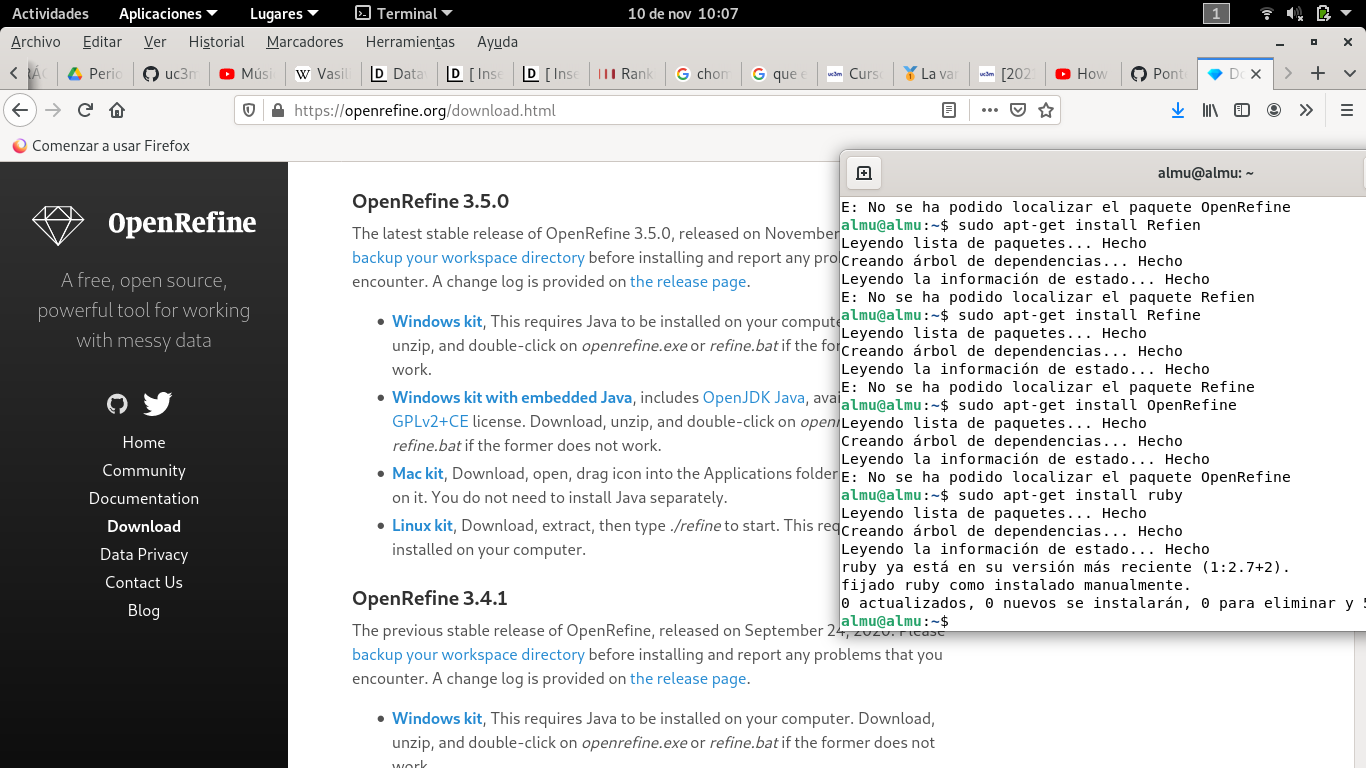 Actividades Aplicaciones Lugares Terminal 10 de nov 10:07 1
Archivo Editar Ver Historial Marcadores Herramientas Ayuda
Perio uc3m Músi Vasil Data [ Inse [ Inse Rank chom que e Curso La var [202 How Pont Do
https://openrefine.org/download.html
Comenzar a usar Firefox
OpenRefine
A free, open source,
powerful tool for working
with messy data
Home
Community
Documentation
Download
Data Privacy
Contact Us
Blog
OpenRefine 3.5.0
The latest stable release of OpenRefine 3.5.0, released on November
backup your workspace directory before installing and report any prob
encounter. A change log is provided on the release page.
Windows kit, This requires Java to be installed on your compute
unzip, and double-click on openrefine.exe or refine.bat if the for
work.
Windows kit with embedded Java, includes OpenJDK Java, avai
GPLv2+CE license. Download, unzip, and double-click on openr
refine.bat if the former does not work.
Mac kit, Download, open, drag icon into the Applications folder
on it. You do not need to install Java separately.
Linux kit, Download, extract, then type ./refine to start. This req
installed on your computer.
OpenRefine 3.4.1
The previous stable release of OpenRefine, released on September 24, 2020. Please
backup your workspace directory before installing and report any problems that you
encounter. A change log is provided on the release page.
Windows kit, This requires Java to be installed on your computer. Download,
unzip, and double-click on openrefine.exe or refine.bat if the former does not
work.
almu@almu: ~
E: No se ha podido localizar el paquete OpenRefine
almu@almu:~$ sudo apt-get install Refien
Leyendo lista de paquetes... Hecho
Creando árbol de dependencias... Hecho
Leyendo la información de estado... Hecho
E: No se ha podido localizar el paquete Refien
almu@almu:~$ sudo apt-get install Refine
Leyendo lista de paquetes... Hecho
Creando árbol de dependencias... Hecho
Leyendo la información de estado... Hecho
E: No se ha podido localizar el paquete Refine
almu@almu:~$ sudo apt-get install OpenRefine
Leyendo lista de paquetes... Hecho
Creando árbol de dependencias... Hecho
Leyendo la información de estado... Hecho
E: No se ha podido localizar el paquete OpenRefine
almu@almu:~$ sudo apt-get install ruby
Leyendo lista de paquetes... Hecho
Creando árbol de dependencias... Hecho
Leyendo la información de estado... Hecho
ruby ya está en su versión más reciente (1:2.7+2).
fijado ruby como instalado manualmente.
0 actualizados, 0 nuevos se instalarán, 0 para eliminar y 5
almu@almu:~$